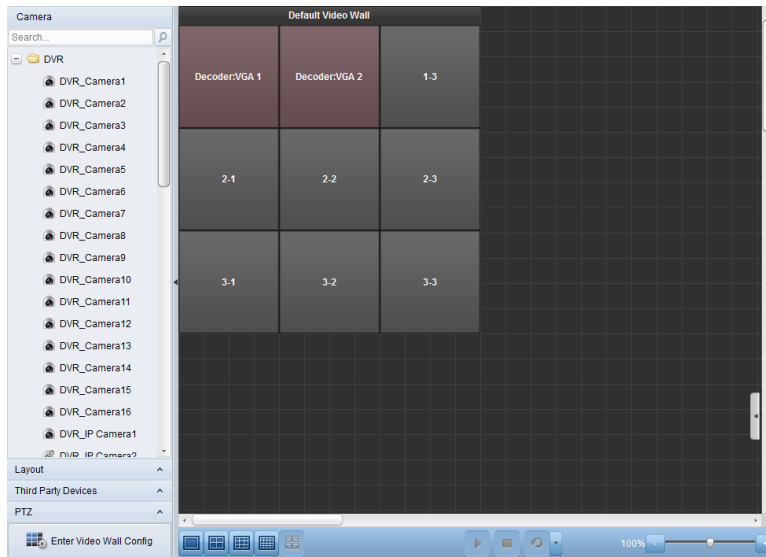 Camera
Search...
DVR
DVR_Camera1
DVR_Camera2
DVR_Camera3
DVR_Camera4
DVR_Camera5
DVR_Camera6
DVR_Camera7
DVR_Camera8
DVR_Camera9
DVR_Camera10
DVR_Camera11
DVR_Camera12
DVR_Camera13
DVR_Camera14
DVR_Camera15
DVR_Camera16
DVR_IP Camera1
DVR_IP Camera2
Layout
Third Party Devices
PTZ
Enter Video Wall Config
Default Video Wall
Decoder:VGA 1 Decoder:VGA 2 1-3
2-1 2-2 2-3
3-1 3-2 3-3
100%